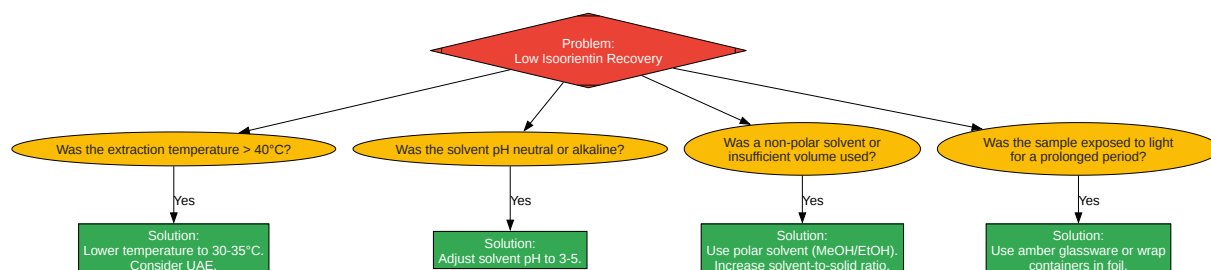 Problem:
Low Isoorientin Recovery
Was the extraction temperature > 40°C?
Was the solvent pH neutral or alkaline?
Was a non-polar solvent or
insufficient volume used?
Was the sample exposed to light
for a prolonged period?
Yes
Yes
Yes
Yes
Solution:
Lower temperature to 30-35°C.
Consider UAE.
Solution:
Adjust solvent pH to 3-5.
Solution:
Use polar solvent (MeOH/EtOH).
Increase solvent-to-solid ratio.
Solution:
Use amber glassware or wrap
containers in foil.